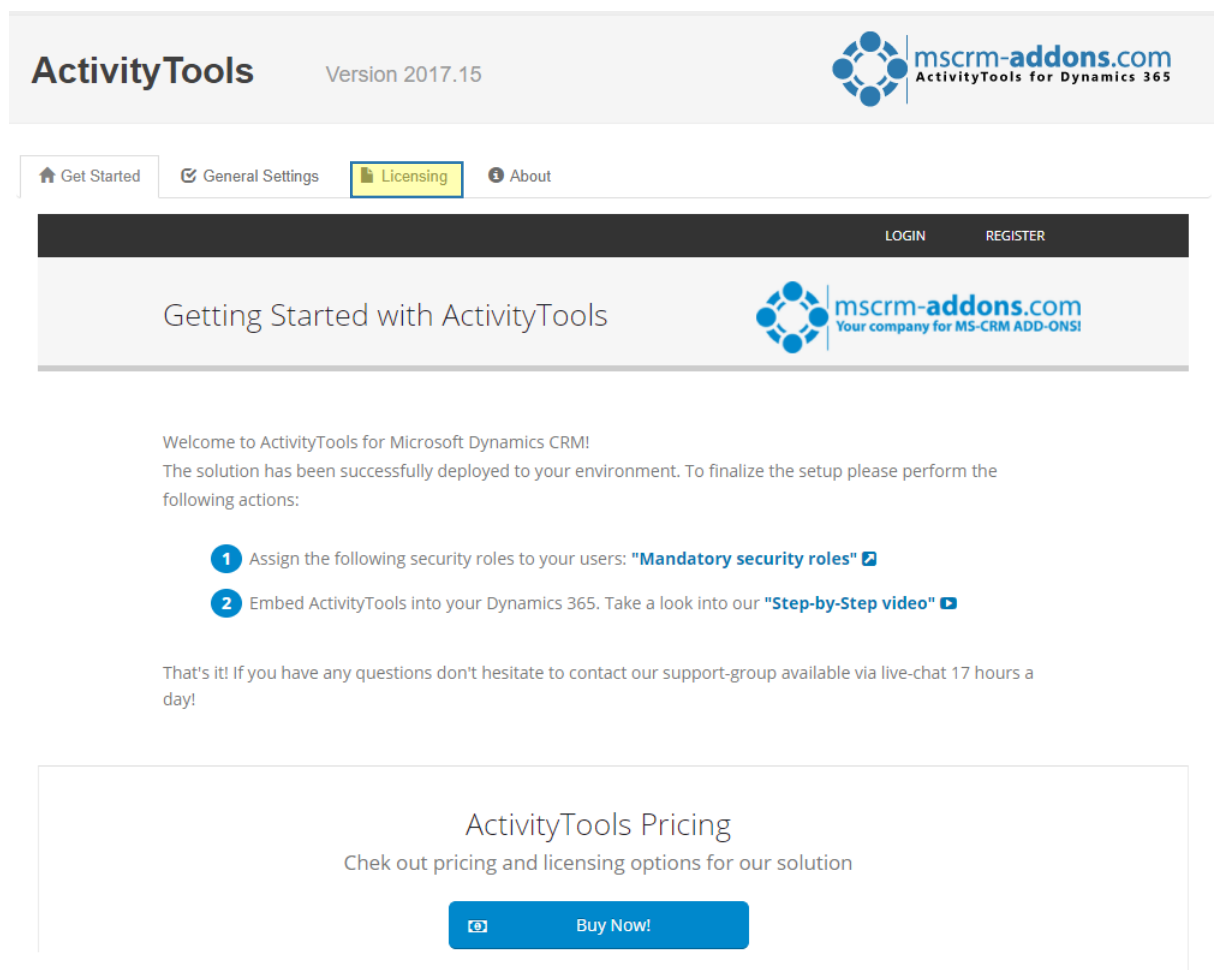 ActivityTools Version 2017.15
mscrm-addons.com
ActivityTools for Dynamics 365
Get Started General Settings Licensing About
LOGIN REGISTER
Getting Started with ActivityTools
mscrm-addons.com
Your company for MS-CRM ADD-ONS!
Welcome to ActivityTools for Microsoft Dynamics CRM!
The solution has been successfully deployed to your environment. To finalize the setup please perform the
following actions:
1 Assign the following security roles to your users: "Mandatory security roles"
2 Embed ActivityTools into your Dynamics 365. Take a look into our "Step-by-Step video"
That's it! If you have any questions don't hesitate to contact our support-group available via live-chat 17 hours a
day!
ActivityTools Pricing
Chek out pricing and licensing options for our solution
Buy Now!